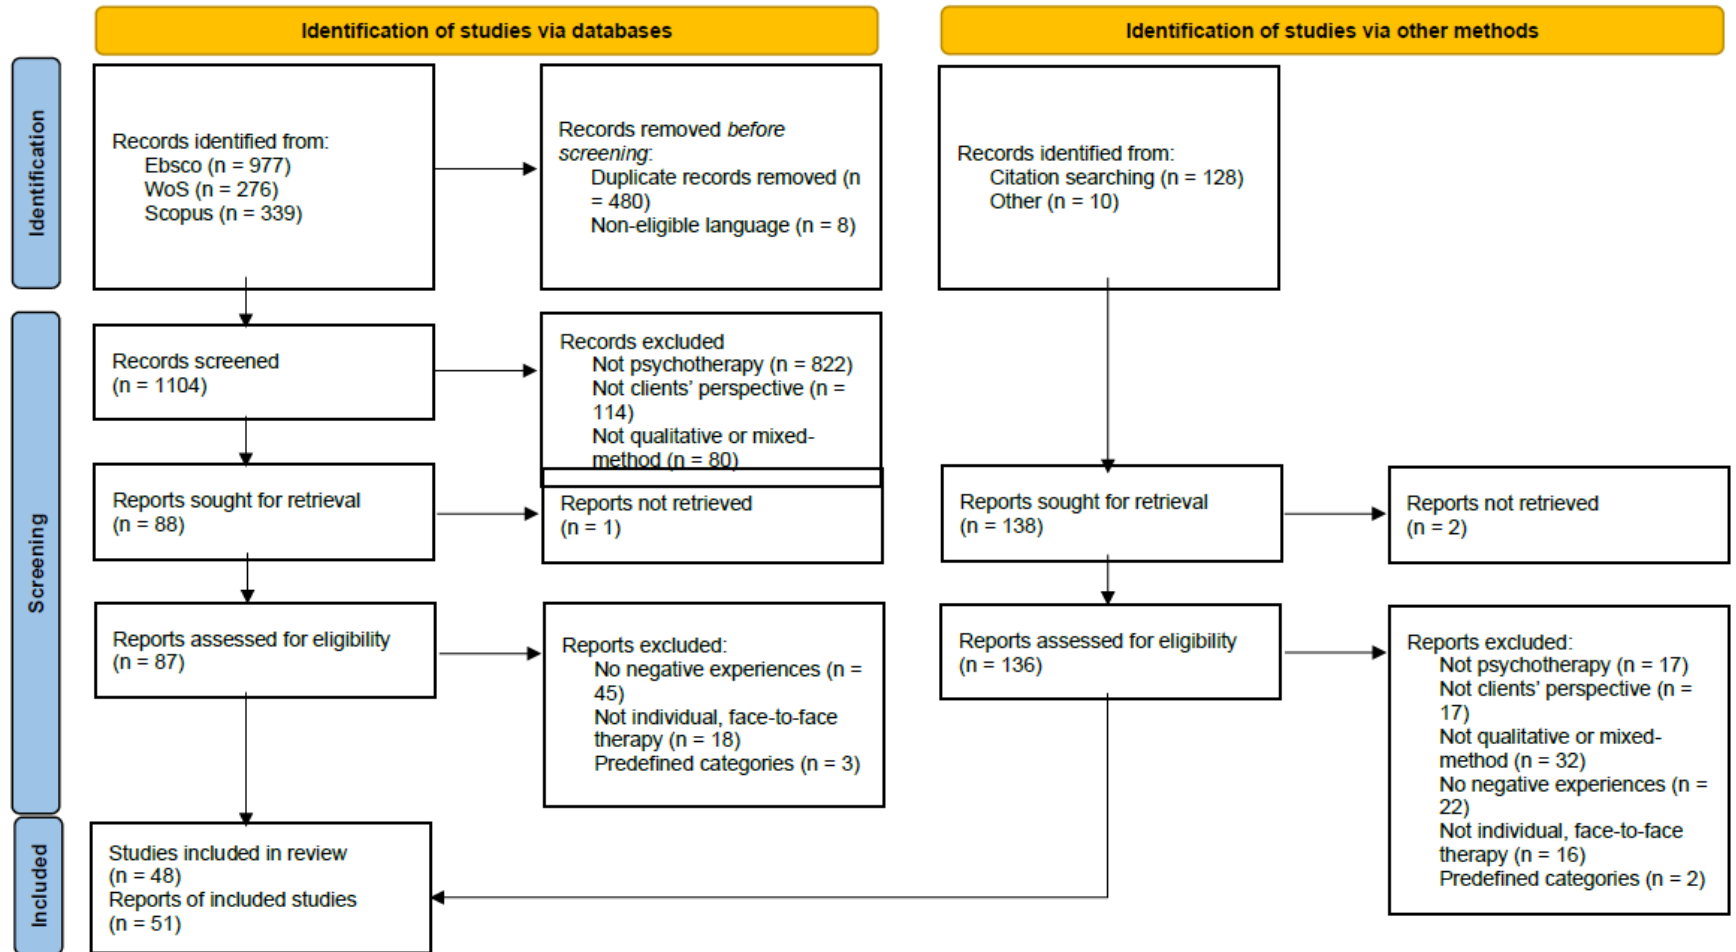 Identification of studies via databases
Identification of studies via other methods
Identification
Records identified from:
Ebsco (n = 977)
WoS (n = 276)
Scopus (n = 339)
Records removed before
screening:
Duplicate records removed (n
= 480)
Non-eligible language (n = 8)
Records identified from:
Citation searching (n = 128)
Other (n = 10)
Screening
Records screened
(n = 1104)
Records excluded
Not psychotherapy (n = 822)
Not clients’ perspective (n =
114)
Not qualitative or mixed-
method (n = 80)
Reports sought for retrieval
(n = 88)
Reports not retrieved
(n = 1)
Reports sought for retrieval
(n = 138)
Reports not retrieved
(n = 2)
Reports assessed for eligibility
(n = 87)
Reports excluded:
No negative experiences (n =
45)
Not individual, face-to-face
therapy (n = 18)
Predefined categories (n = 3)
Reports assessed for eligibility
(n = 136)
Reports excluded:
Not psychotherapy (n = 17)
Not clients’ perspective (n =
17)
Not qualitative or mixed-
method (n = 32)
No negative experiences (n =
22)
Not individual, face-to-face
therapy (n = 16)
Predefined categories (n = 2)
Included
Studies included in review
(n = 48)
Reports of included studies
(n = 51)